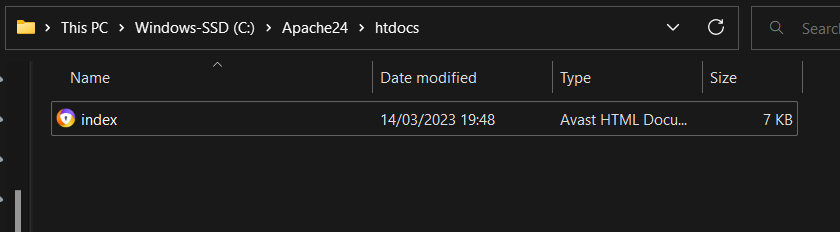 This PC > Windows-SSD (C:) > Apache24 > htdocs Searc
Name Date modified Type Size
index 14/03/2023 19:48 Avast HTML Docu... 7 KB